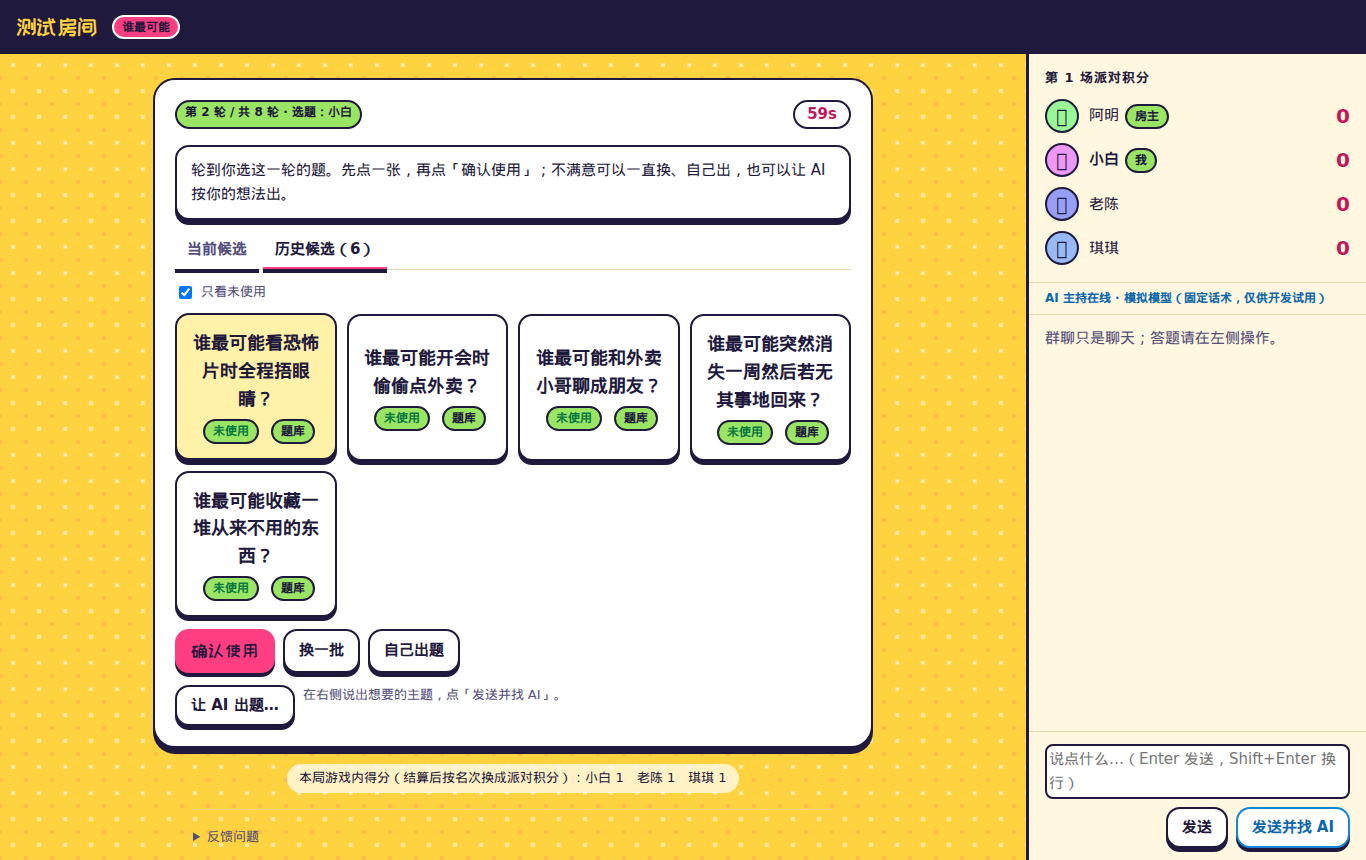 测试房间
谁最可能
第 2 轮 / 共 8 轮 · 选题：小白
59s
轮到你选这一轮的题。先点一张，再点「确认使用」；不满意可以一直换、自己出，也可以让 AI
按你的想法出。
当前候选
历史候选（6）
只看未使用
谁最可能看恐怖
片时全程捂眼
睛？
未使用 题库
谁最可能开会时
偷偷点外卖？
未使用 题库
谁最可能和外卖
小哥聊成朋友？
未使用 题库
谁最可能突然消
失一周然后若无
其事地回来？
未使用 题库
谁最可能收藏一
堆从来不用的东
西？
未使用 题库
确认使用
换一批
自己出题
让 AI 出题…
在右侧说出想要的主题，点「发送并找 AI」。
本局游戏内得分（结算后按名次换成派对积分）：小白 1 老陈 1 琪琪 1
▶ 反馈问题
第 1 场派对积分
阿明 房主 0
小白 我 0
老陈 0
琪琪 0
AI 主持在线 · 模拟模型（固定话术，仅供开发试用）
群聊只是聊天；答题请在左侧操作。
说点什么…（Enter 发送，Shift+Enter 换
行）
发送
发送并找 AI